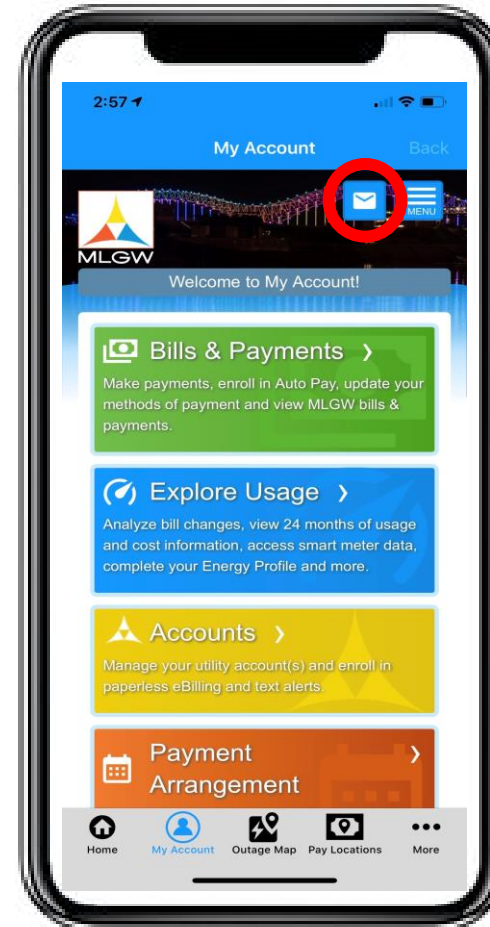 2:57
My Account
Back
MENU
MLGW
Welcome to My Account!
Bills & Payments
Make payments, enroll in Auto Pay, update your
methods of payment and view MLGW bills &
payments.
Explore Usage
Analyze bill changes, view 24 months of usage
and cost information, access smart meter data,
complete your Energy Profile and more.
Accounts
Manage your utility account(s) and enroll in
paperless eBilling and text alerts.
Payment
Arrangement
Home
My Account
Outage Map
Pay Locations
More